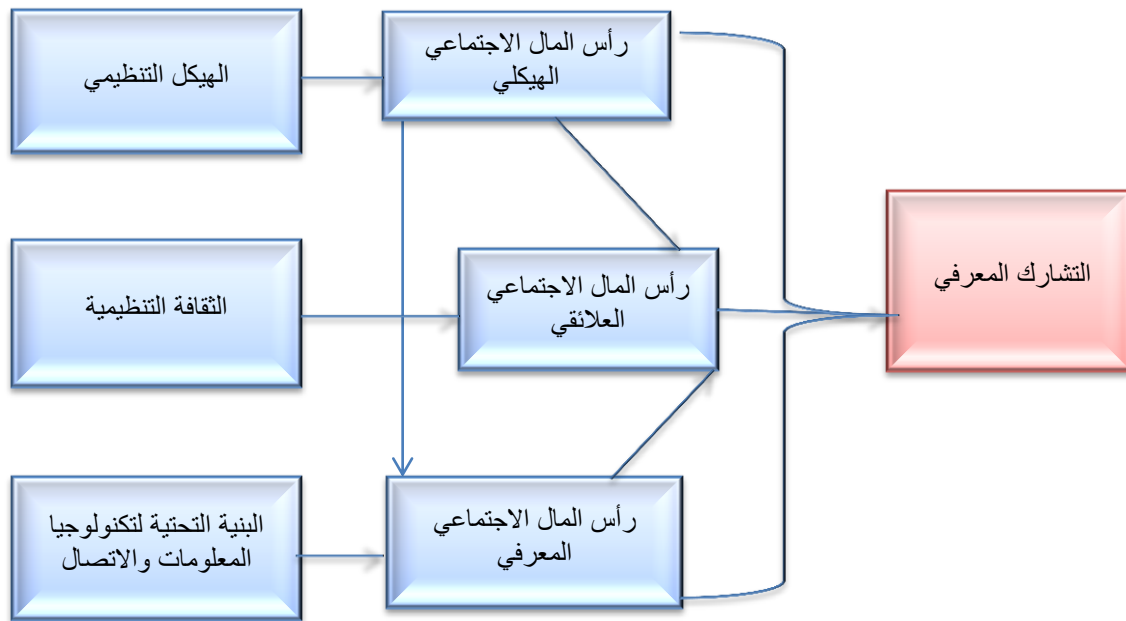 رأس المال الاجتماعي
الهيكلي
الهيكل التنظيمي
التشارك المعرفي
رأس المال الاجتماعي
العلائقي
الثقافة التنظيمية
رأس المال الاجتماعي
المعرفي
البنية التحتية لتكنولوجيا
المعلومات والاتصال